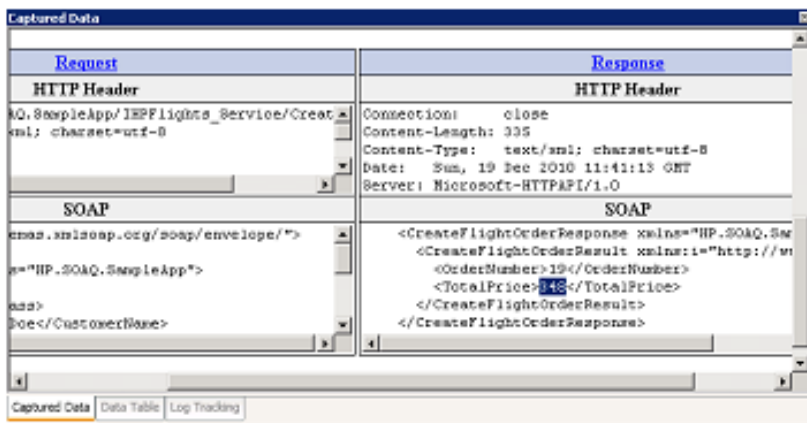 Captured Data
Request
Response
HTTP Header
HTTP Header
AQ.SampleApp/IHPFlights_Service/Creat
xml; charset=utf-8
Connection: close
Content-Length: 335
Content-Type: text/xml; charset=utf-8
Date: Sun, 19 Dec 2010 11:41:13 GMT
Server: Microsoft-HTTPAPI/1.0
SOAP
SOAP
emas.xmlsoap.org/soap/envelope/">
s="HP.SOAQ.SampleApp">
ass>
Doe</CustomerName>
<CreateFlightOrderResponse xmlns="HP.SOAQ.Sam
<CreateFlightOrderResult xmlns:i="http://ww
<OrderNumber>19</OrderNumber>
<TotalPrice>348</TotalPrice>
</CreateFlightOrderResult>
</CreateFlightOrderResponse>
Captured Data
Data Table
Log Tracking